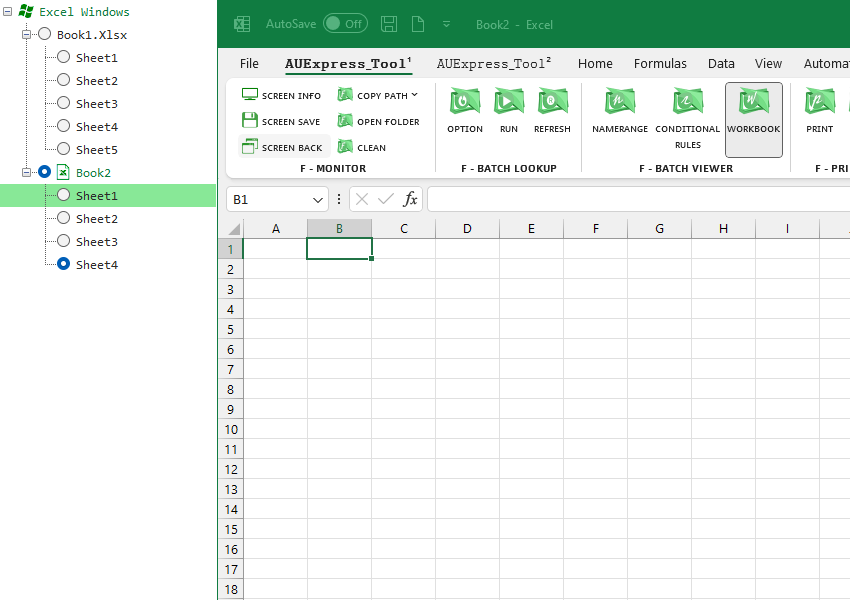 Excel Windows
Book1.Xlsx
Sheet1
Sheet2
Sheet3
Sheet4
Sheet5
Book2
Sheet1
Sheet2
Sheet3
Sheet4
AutoSave Off Book2 - Excel
File AUExpress_Tool¹ AUExpress_Tool² Home Formulas Data View Automat
SCREEN INFO COPY PATH
SCREEN SAVE OPEN FOLDER
SCREEN BACK CLEAN
F - MONITOR
OPTION RUN REFRESH
F - BATCH LOOKUP
NAMERANGE CONDITIONAL RULES WORKBOOK
F - BATCH VIEWER
PRINT
F - PRI
B1 fx
A B C D E F G H I
1
2
3
4
5
6
7
8
9
10
11
12
13
14
15
16
17
18